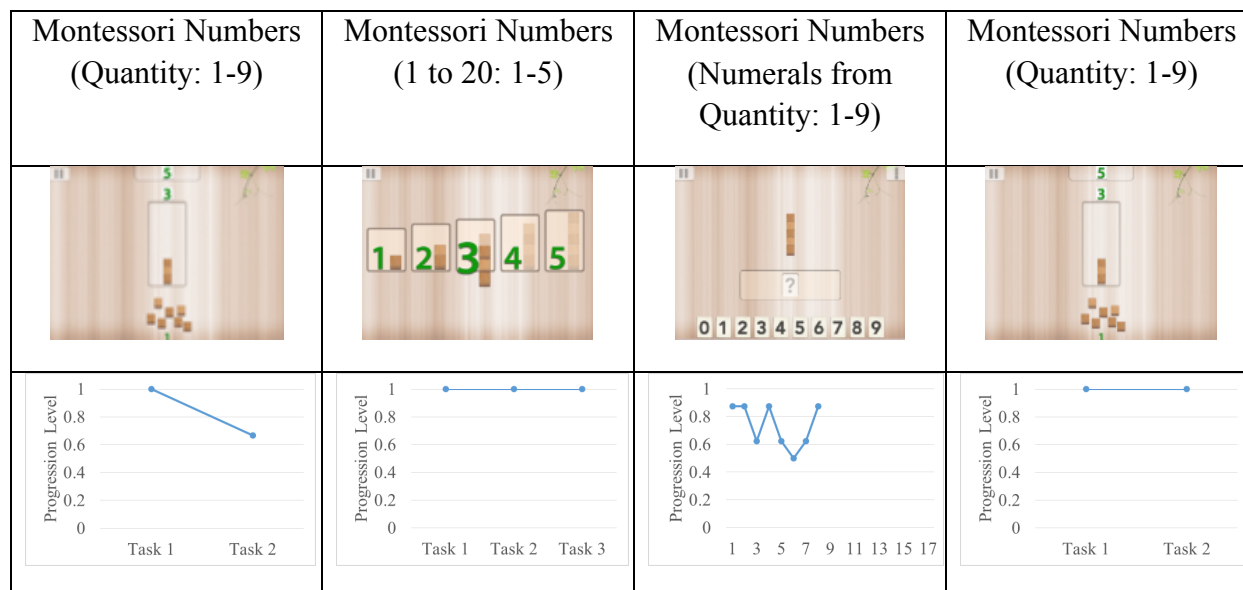 Montessori Numbers
(Quantity: 1-9)
Montessori Numbers
(1 to 20: 1-5)
Montessori Numbers
(Numerals from
Quantity: 1-9)
Montessori Numbers
(Quantity: 1-9)
5
3
1
1 2 3 4 5
?
0 1 2 3 4 5 6 7 8 9
5
3
1
Progression Level
1
0.8
0.6
0.4
0.2
0
Task 1 Task 2
Progression Level
1
0.8
0.6
0.4
0.2
0
Task 1 Task 2 Task 3
Progression Level
1
0.8
0.6
0.4
0.2
0
1 3 5 7 9 11 13 15 17
Progression Level
1
0.8
0.6
0.4
0.2
0
Task 1 Task 2